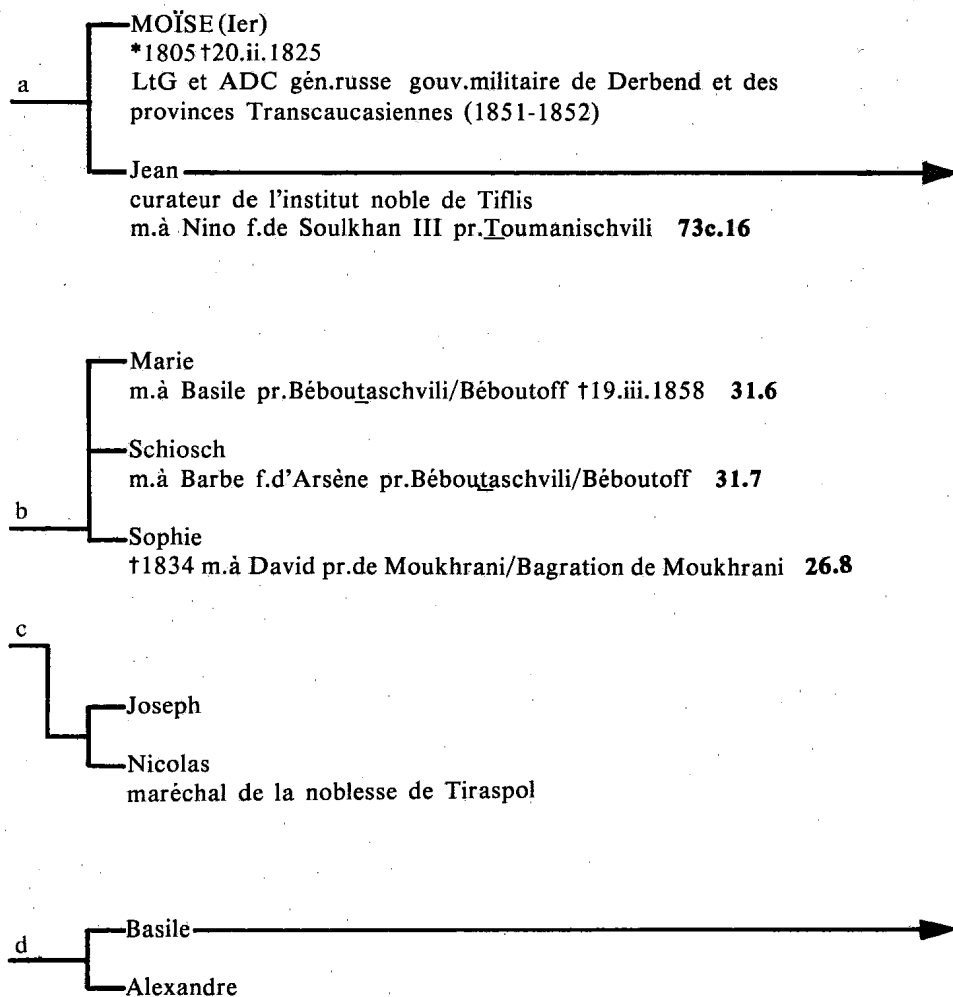 a
MOÏSE (Ier)
*1805†20.ii.1825
LtG et ADC gén.russe gouv.militaire de Derbend et des
provinces Transcaucasiennes (1851-1852)
Jean
curateur de l'institut noble de Tiflis
m.à Nino f.de Soulkhan III pr.Toumanischvili 73c.16
Marie
m.à Basile pr.Béboutaschvili/Béboutoff †19.iii.1858 31.6
Schiosch
m.à Barbe f.d'Arsène pr.Béboutaschvili/Béboutoff 31.7
b
Sophie
†1834 m.à David pr.de Moukhrani/Bagration de Moukhrani 26.8
c
Joseph
Nicolas
maréchal de la noblesse de Tiraspol
Basile
d
Alexandre